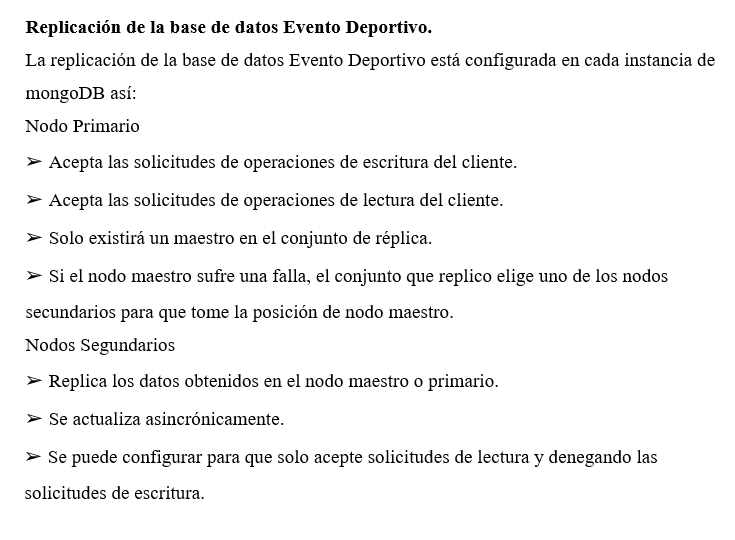 Replicación de la base de datos Evento Deportivo.
La replicación de la base de datos Evento Deportivo está configurada en cada instancia de
mongoDB así:
Nodo Primario
➢ Acepta las solicitudes de operaciones de escritura del cliente.
➢ Acepta las solicitudes de operaciones de lectura del cliente.
➢ Solo existirá un maestro en el conjunto de réplica.
➢ Si el nodo maestro sufre una falla, el conjunto que replico elige uno de los nodos
secundarios para que tome la posición de nodo maestro.
Nodos Segundarios
➢ Replica los datos obtenidos en el nodo maestro o primario.
➢ Se actualiza asincrónicamente.
➢ Se puede configurar para que solo acepte solicitudes de lectura y denegando las
solicitudes de escritura.